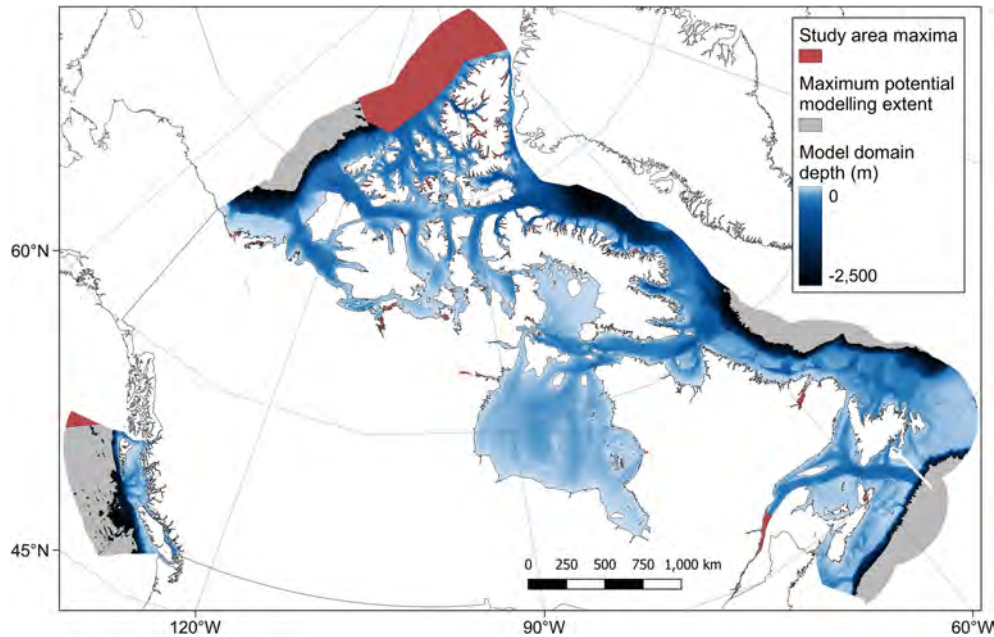 Study area maxima
Maximum potential
modelling extent
Model domain
depth (m)
0
-2,500
60°N
45°N
0 250 500 750 1,000 km
120°W
90°W
60°W